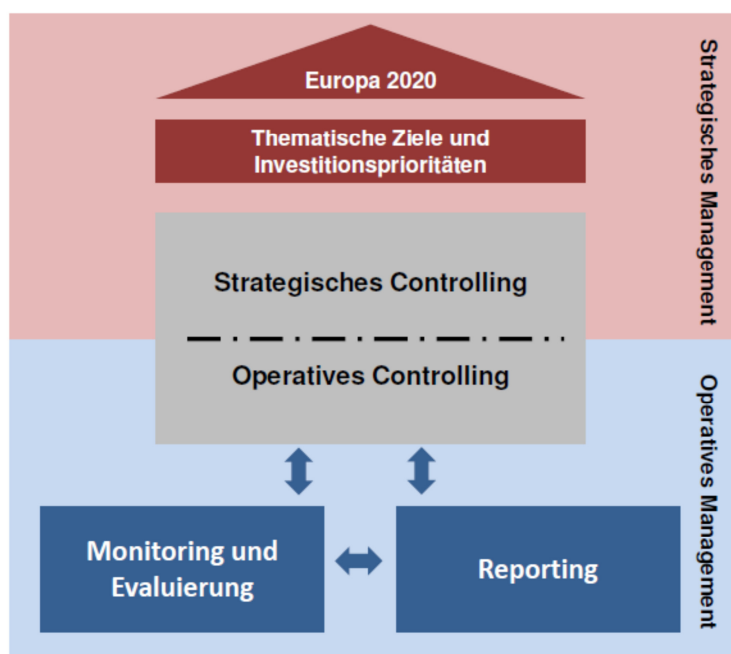 Europa 2020
Thematische Ziele und
Investitionsprioritäten
Strategisches Management
Strategisches Controlling
Operatives Controlling
Operatives Management
Monitoring und
Evaluierung
Reporting